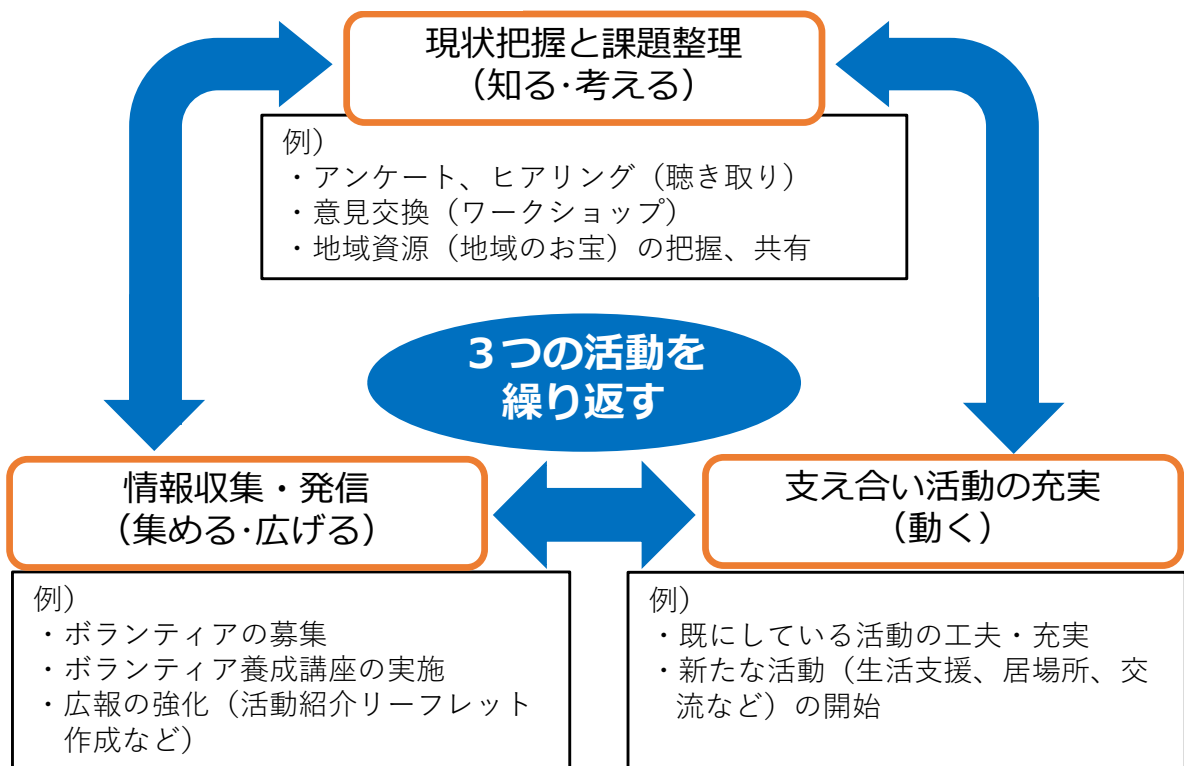 現状把握と課題整理
（知る･考える）
例）
・アンケート、ヒアリング（聴き取り）
・意見交換（ワークショップ）
・地域資源（地域のお宝）の把握、共有
３つの活動を
繰り返す
情報収集・発信
（集める･広げる）
例）
・ボランティアの募集
・ボランティア養成講座の実施
・広報の強化（活動紹介リーフレット
作成など）
支え合い活動の充実
（動く）
例）
・既にしている活動の工夫・充実
・新たな活動（生活支援、居場所、交
流など）の開始